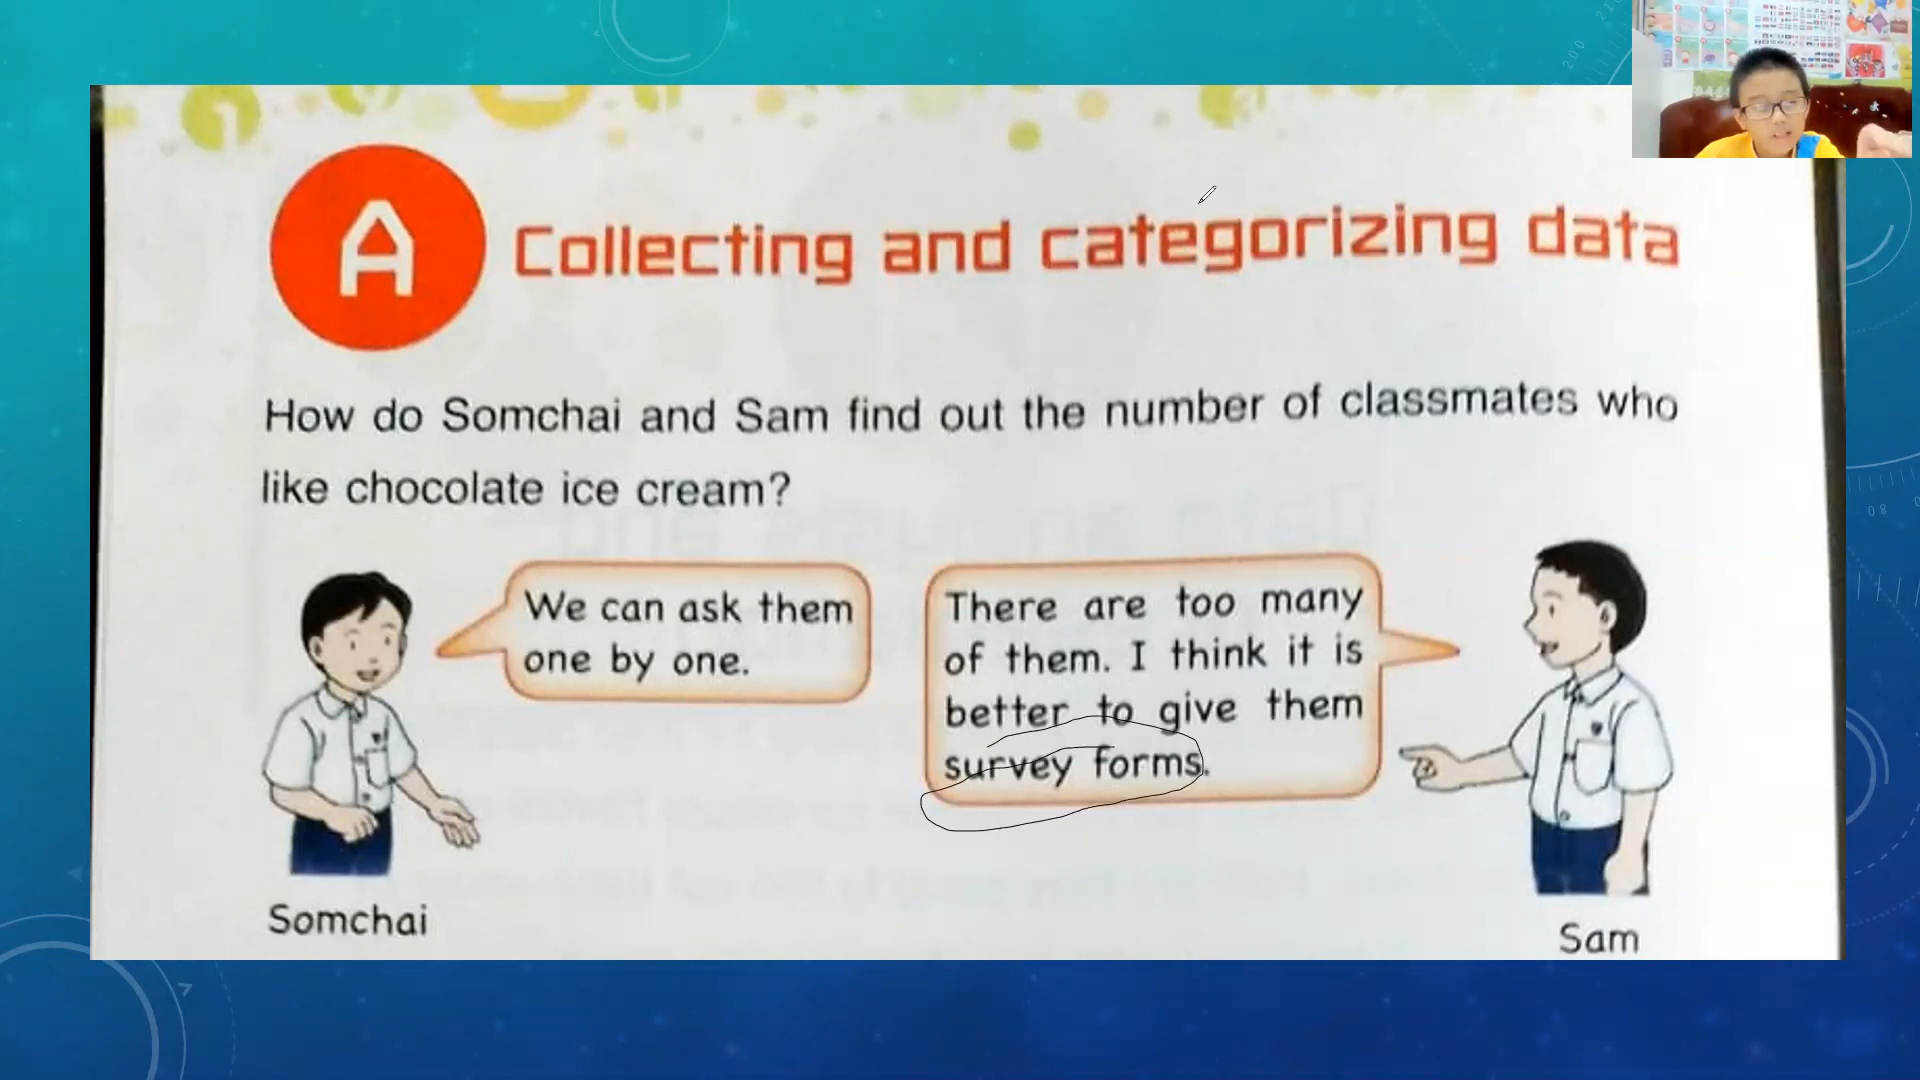 A
Collecting and categorizing data
How do Somchai and Sam find out the number of classmates who
like chocolate ice cream?
We can ask them
one by one.
There are too many
of them. I think it is
better to give them
survey forms.
Somchai
Sam